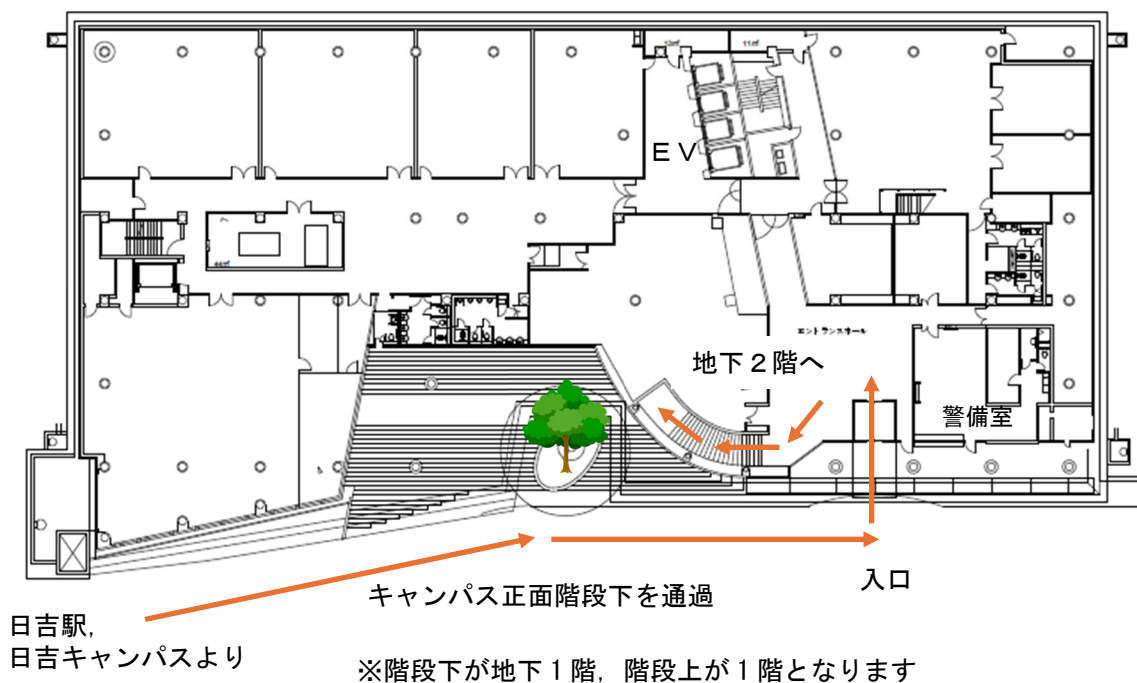 12㎡
11㎡
ＥＶ
44㎡
エントランスホール
地下２階へ
警備室
入口
キャンパス正面階段下を通過
日吉駅，
日吉キャンパスより
※階段下が地下１階，階段上が１階となります